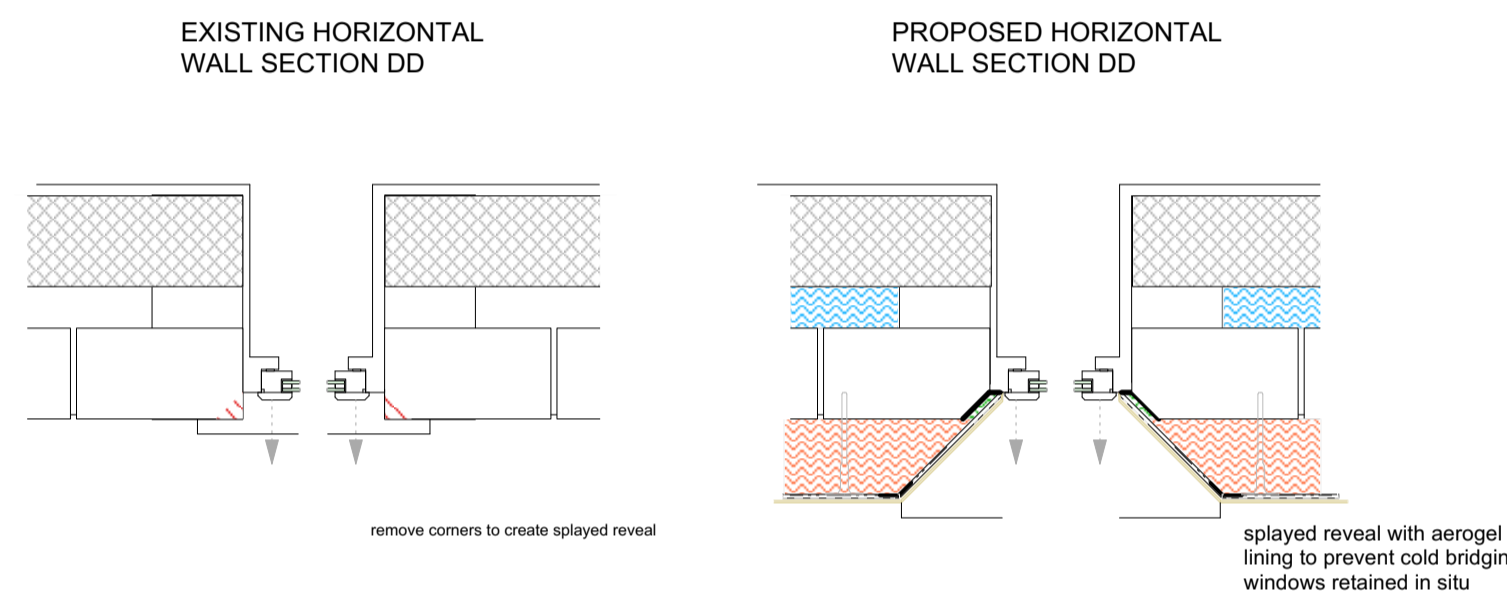 EXISTING HORIZONTAL
WALL SECTION DD
PROPOSED HORIZONTAL
WALL SECTION DD
remove corners to create splayed reveal
splayed reveal with aerogel
lining to prevent cold bridgin
windows retained in situ